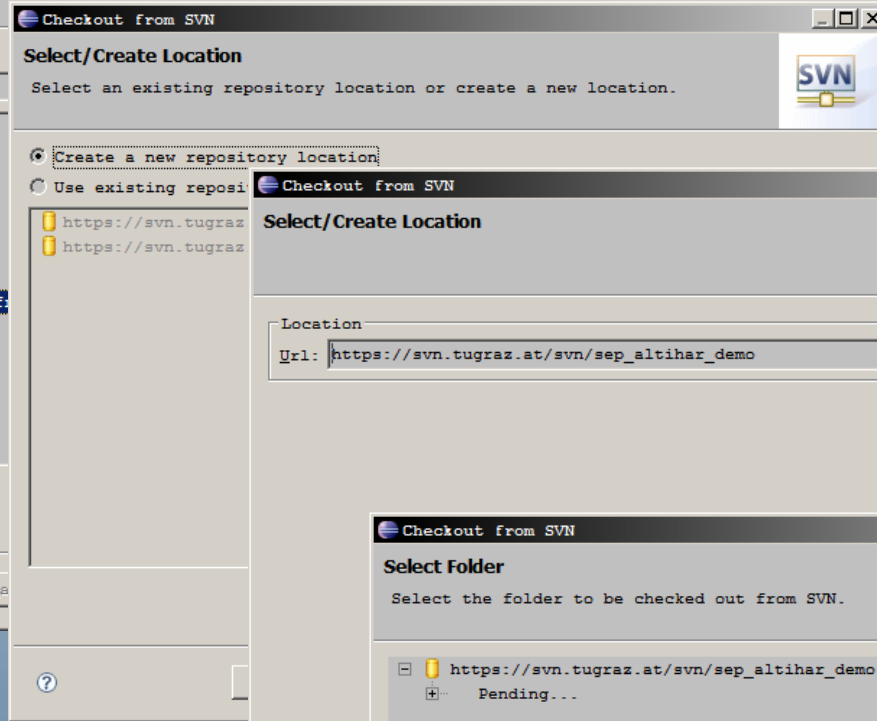 Checkout from SVN
Select/Create Location
Select an existing repository location or create a new location.
SVN
Create a new repository location
Use existing reposi
https://svn.tugraz
https://svn.tugraz
Checkout from SVN
Select/Create Location
Location
Url: https://svn.tugraz.at/svn/sep_altihar_demo
Checkout from SVN
Select Folder
Select the folder to be checked out from SVN.
https://svn.tugraz.at/svn/sep_altihar_demo
Pending...